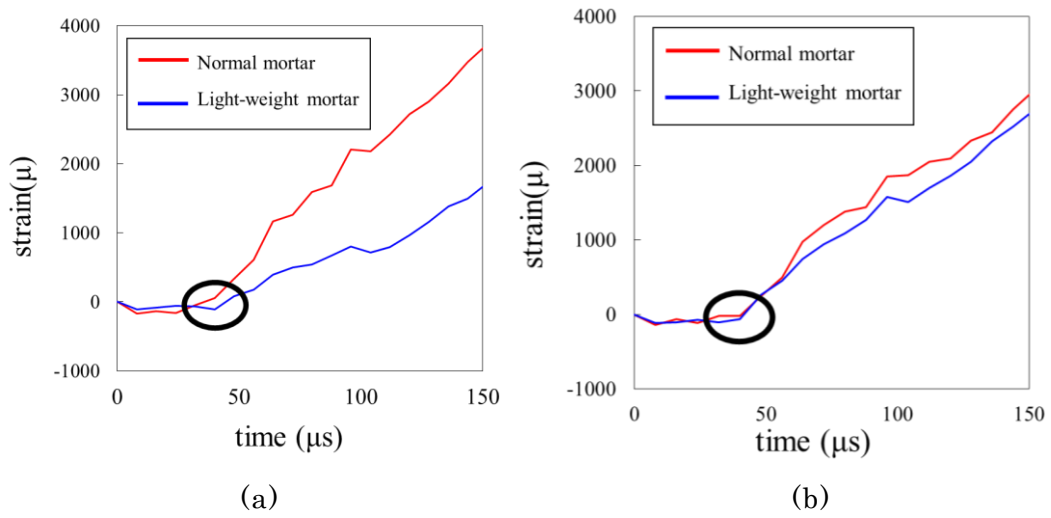 4000
3000
2000
1000
0
-1000
strain(μ)
Normal mortar
Light-weight mortar
0
50
100
150
time (μs)
(a)
4000
3000
2000
1000
0
-1000
strain(μ)
Normal mortar
Light-weight mortar
0
50
100
150
time (μs)
(b)